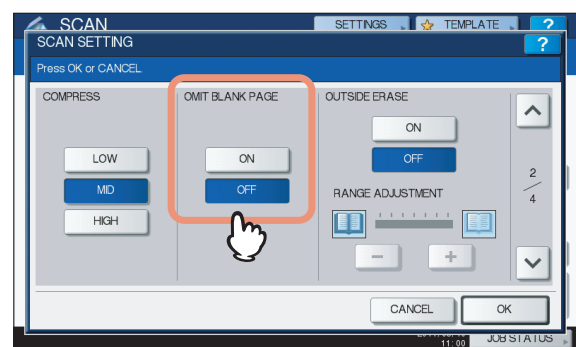 SCAN
SETTINGS
TEMPLATE
?
SCAN SETTING
?
Press OK or CANCEL.
COMPRESS
LOW
MID
HIGH
OMIT BLANK PAGE
ON
OFF
OUTSIDE ERASE
ON
OFF
RANGE ADJUSTMENT
-
+
2
4
CANCEL
OK
11:00
JOB STATUS